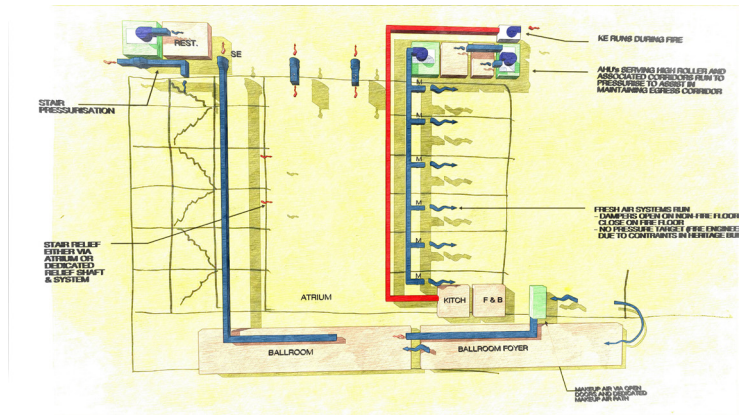 REST.
SE
KE RUNS DURING FIRE
AHU's SERVING HIGH ROLLER AND
ASSOCIATED CORRIDORS RUN TO
PRESSURISE TO ASSIST IN
MAINTAINING EGRESS CORRIDOR
STAIR
PRESSURISATION
M
M
M
M
M
M
FRESH AIR SYSTEMS RUN
- DAMPERS OPEN ON NON-FIRE FLOOR
CLOSE ON FIRE FLOOR
- NO PRESSURE TARGET (FIRE ENGINEE
DUE TO CONTRAINTS IN HERITAGE BUI
STAIR RELIEF
EITHER VIA
ATRIUM OR
DEDICATED
RELIEF SHAFT
& SYSTEM
ATRIUM
KITCH
F & B
BALLROOM
BALLROOM FOYER
MAKEUP AIR VIA OPEN
DOORS AND DEDICATED
MAKEUP AIR PATH